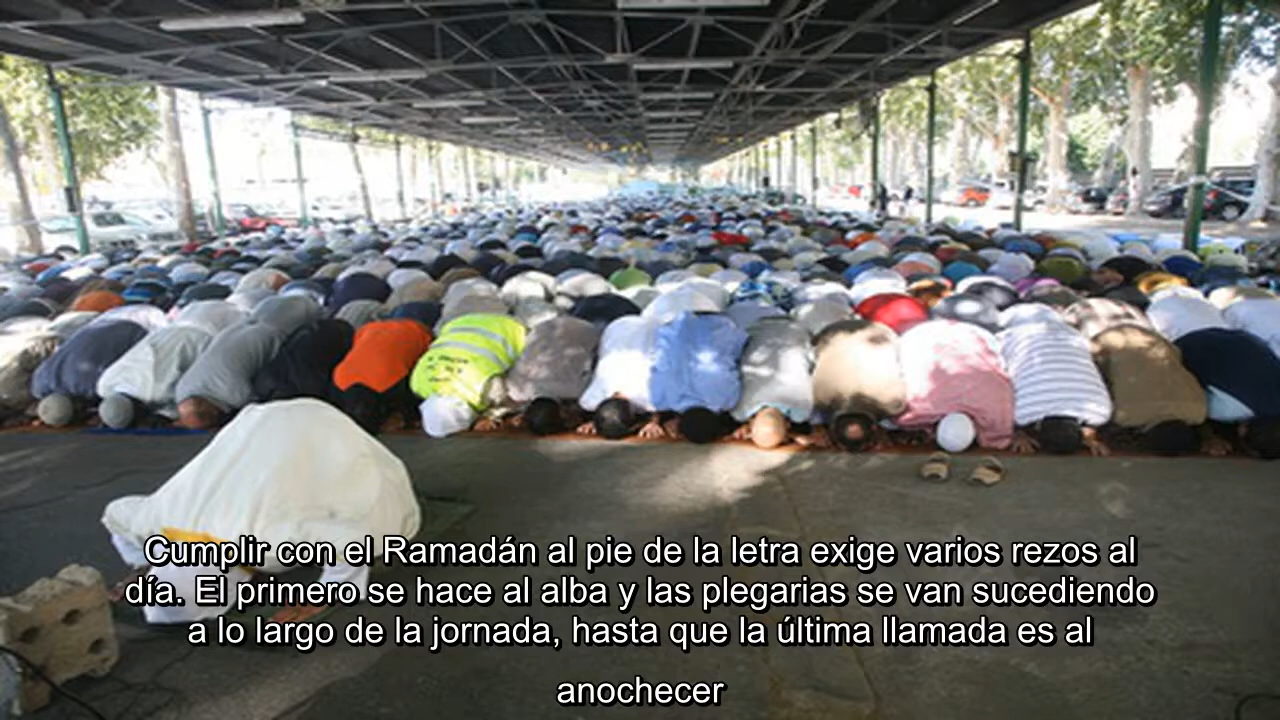 Cumplir con el Ramadán al pie de la letra exige varios rezos al
día. El primero se hace al alba y las plegarias se van sucediendo
a lo largo de la jornada, hasta que la última llamada es al
anochecer